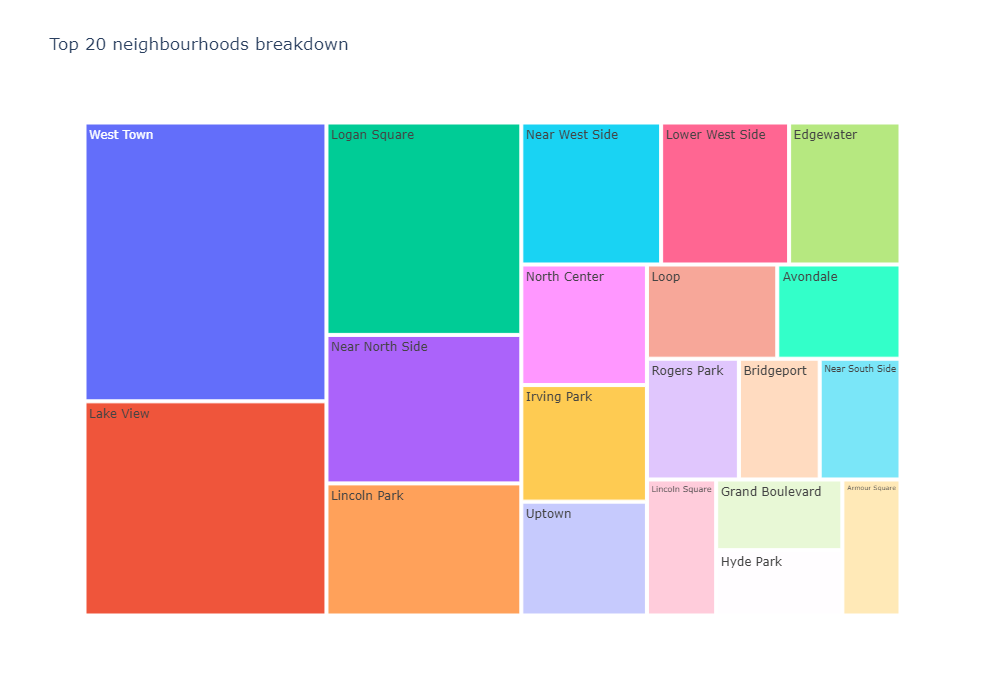 Top 20 neighbourhoods breakdown
West Town
Logan Square
Near West Side
Lower West Side
Edgewater
North Center
Loop
Avondale
Near North Side
Rogers Park
Bridgeport
Near South Side
Irving Park
Lake View
Lincoln Park
Lincoln Square
Grand Boulevard
Armour Square
Uptown
Hyde Park